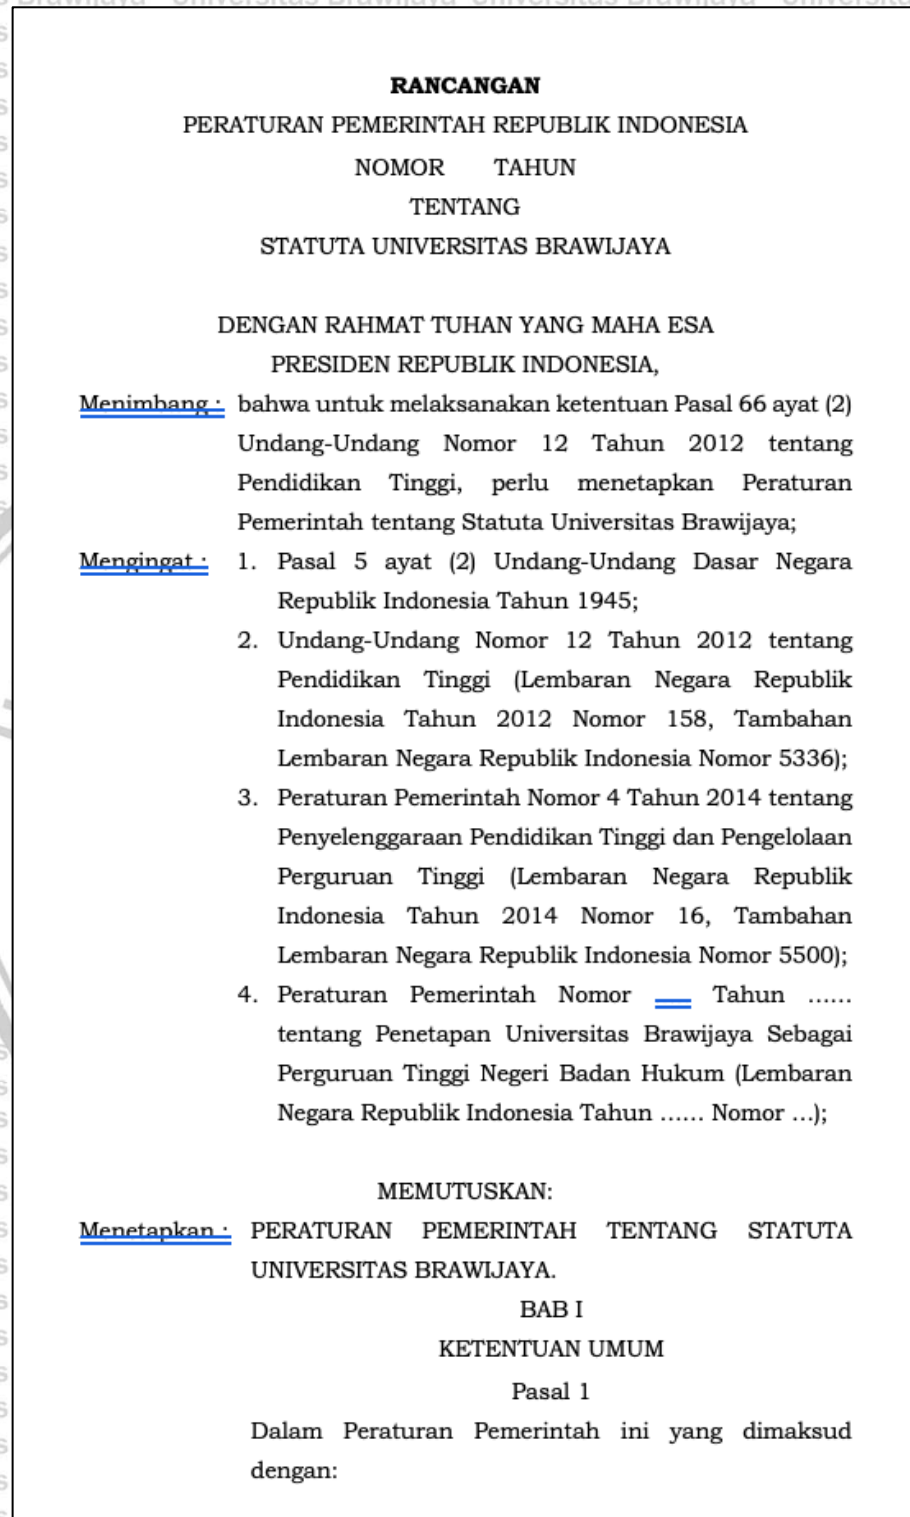 Brawijaya Universitas Brawijaya Universitas Brawijaya
RANCANGAN
PERATURAN PEMERINTAH REPUBLIK INDONESIA
NOMOR TAHUN
TENTANG
STATUTA UNIVERSITAS BRAWIJAYA
DENGAN RAHMAT TUHAN YANG MAHA ESA
PRESIDEN REPUBLIK INDONESIA,
Menimbang : bahwa untuk melaksanakan ketentuan Pasal 66 ayat (2)
Undang-Undang Nomor 12 Tahun 2012 tentang
Pendidikan Tinggi, perlu menetapkan Peraturan
Pemerintah tentang Statuta Universitas Brawijaya;
Mengingat : 1. Pasal 5 ayat (2) Undang-Undang Dasar Negara
Republik Indonesia Tahun 1945;
2. Undang-Undang Nomor 12 Tahun 2012 tentang
Pendidikan Tinggi (Lembaran Negara Republik
Indonesia Tahun 2012 Nomor 158, Tambahan
Lembaran Negara Republik Indonesia Nomor 5336);
3. Peraturan Pemerintah Nomor 4 Tahun 2014 tentang
Penyelenggaraan Pendidikan Tinggi dan Pengelolaan
Perguruan Tinggi (Lembaran Negara Republik
Indonesia Tahun 2014 Nomor 16, Tambahan
Lembaran Negara Republik Indonesia Nomor 5500);
4. Peraturan Pemerintah Nomor Tahun ......
tentang Penetapan Universitas Brawijaya Sebagai
Perguruan Tinggi Negeri Badan Hukum (Lembaran
Negara Republik Indonesia Tahun ...... Nomor ...);
MEMUTUSKAN:
Menetapkan : PERATURAN PEMERINTAH TENTANG STATUTA
UNIVERSITAS BRAWIJAYA.
BAB I
KETENTUAN UMUM
Pasal 1
Dalam Peraturan Pemerintah ini yang dimaksud
dengan: